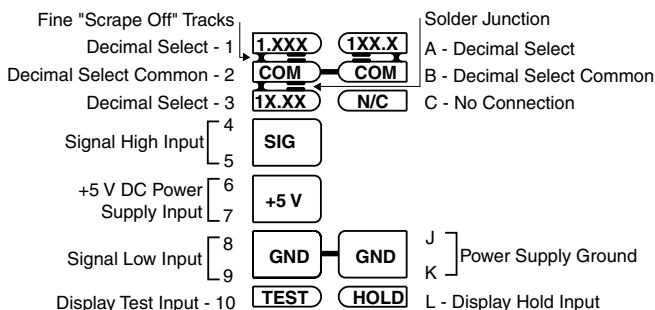 Fine "Scrape Off" Tracks
Solder Junction
Decimal Select - 1
1.XXX
1XX.X
A - Decimal Select
Decimal Select Common - 2
COM
COM
B - Decimal Select Common
Decimal Select - 3
1X.XX
N/C
C - No Connection
Signal High Input
4
5
SIG
+5 V DC Power
Supply Input
6
7
+5 V
Signal Low Input
8
9
GND
GND
J
K
Power Supply Ground
Display Test Input - 10
TEST
HOLD
L - Display Hold Input